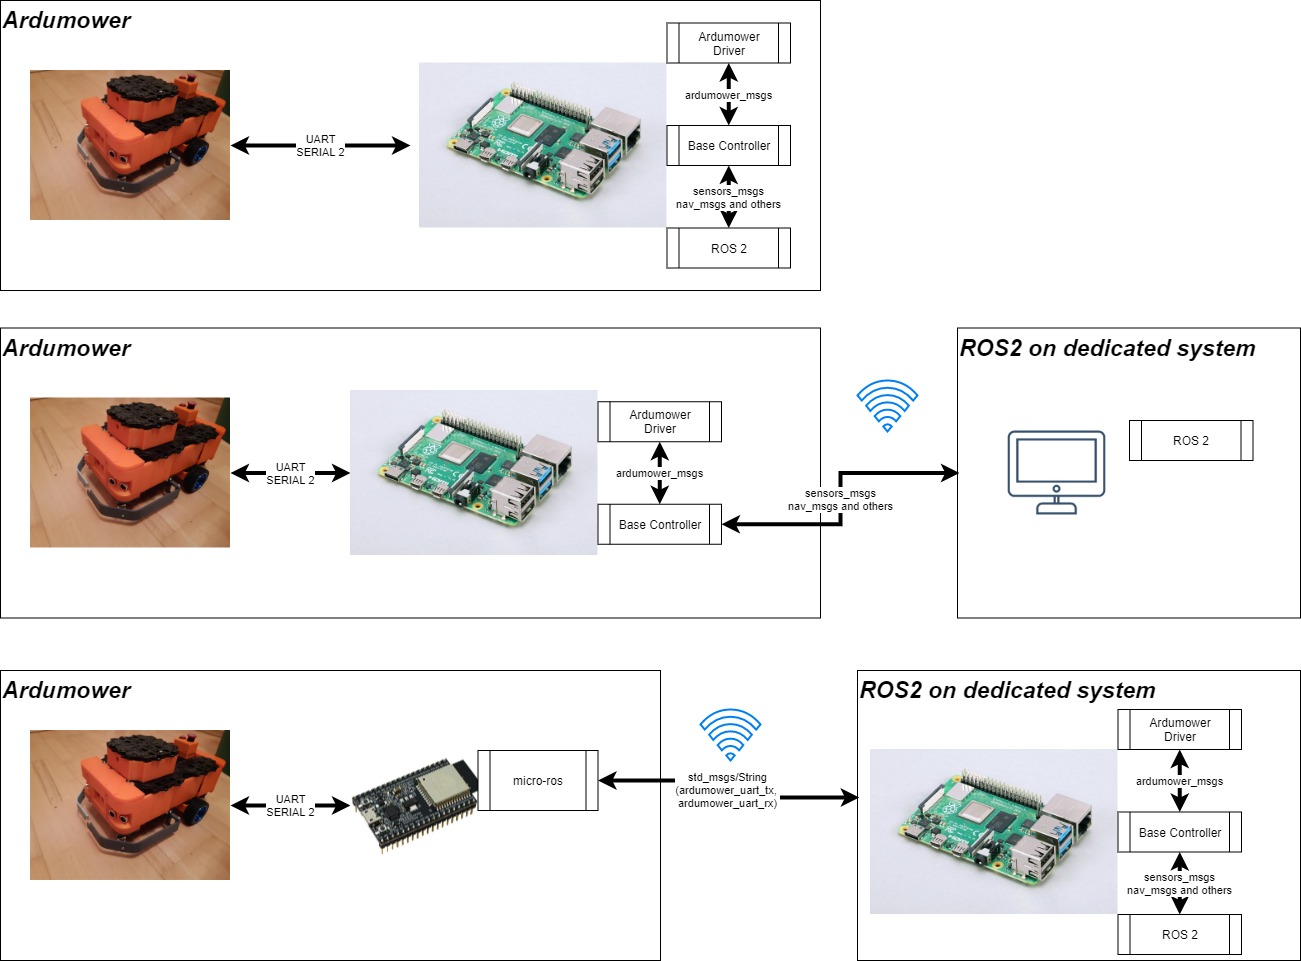 Ardumower
UART
SERIAL 2
Ardumower
Driver
ardumower_msgs
Base Controller
sensors_msgs
nav_msgs and others
ROS 2
Ardumower
UART
SERIAL 2
Ardumower
Driver
ardumower_msgs
Base Controller
sensors_msgs
nav_msgs and others
ROS2 on dedicated system
ROS 2
Ardumower
UART
SERIAL 2
micro-ros
std_msgs/String
(ardumower_uart_tx,
ardumower_uart_rx)
ROS2 on dedicated system
Ardumower
Driver
ardumower_msgs
Base Controller
sensors_msgs
nav_msgs and others
ROS 2